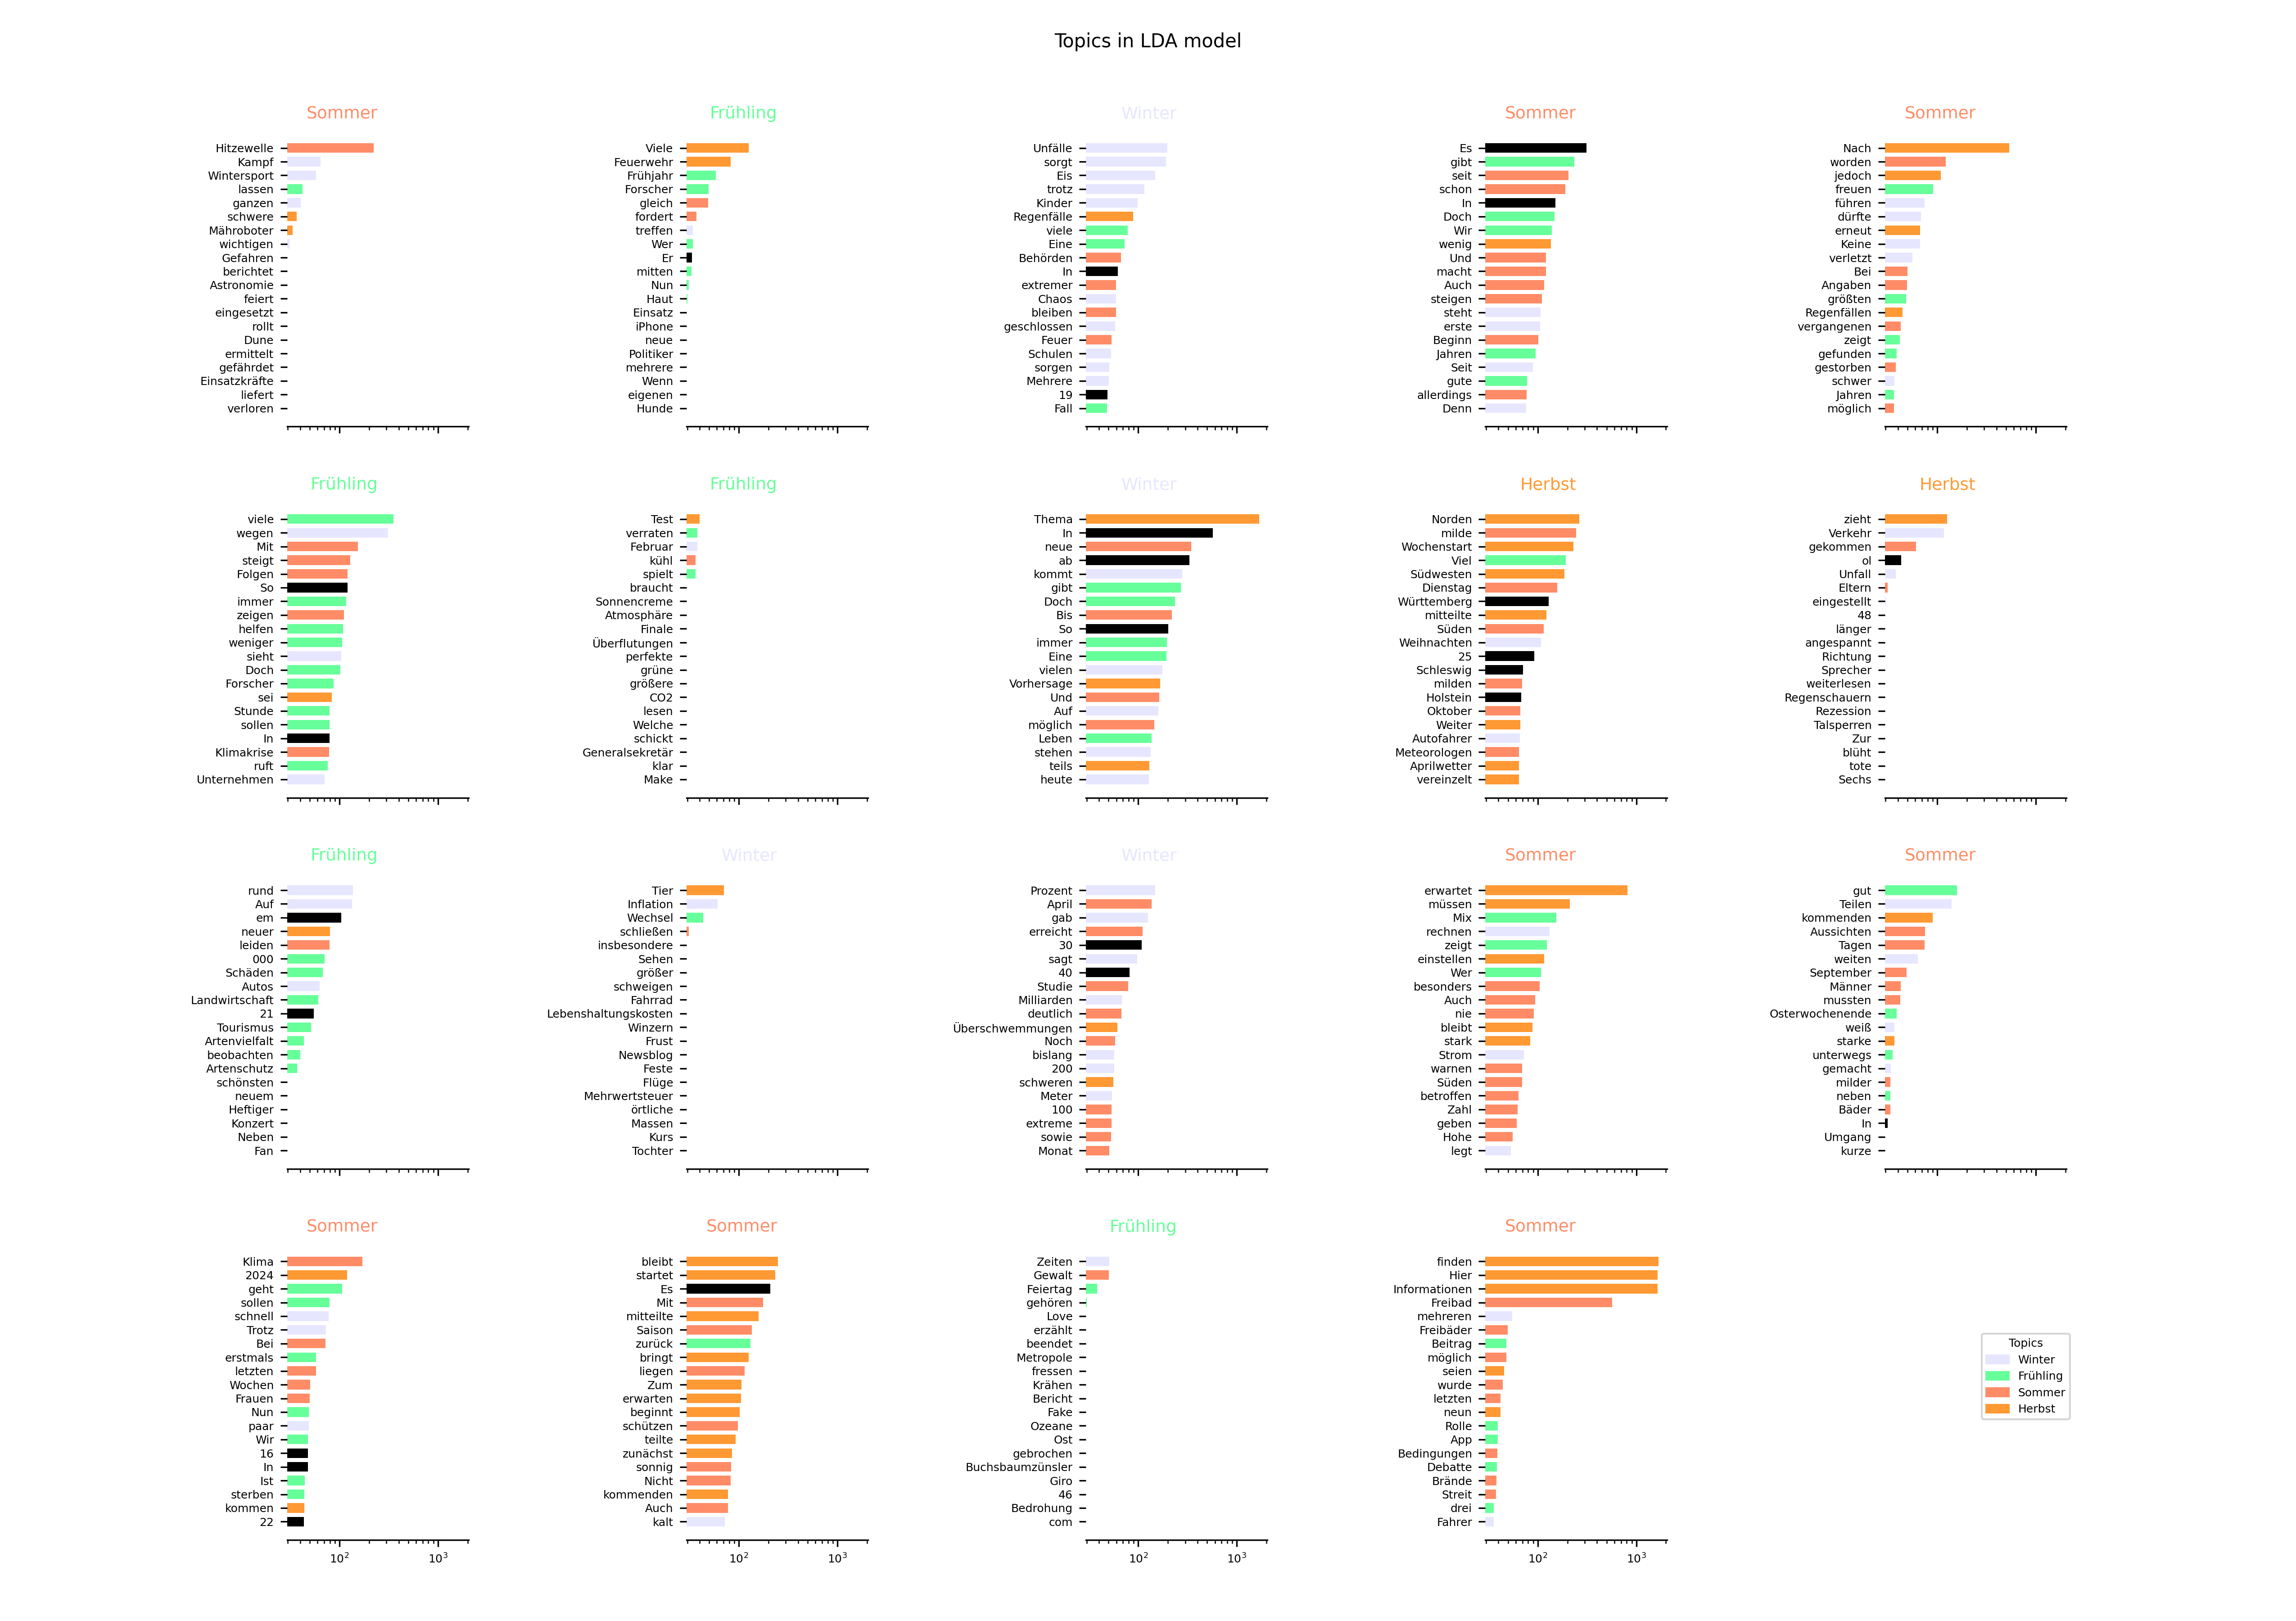 Topics in LDA model
Sommer
Hitzewelle
Kampf
Wintersport
lassen
ganzen
schwere
Mähroboter
wichtigen
Gefahren
berichtet
Astronomie
feiert
eingesetzt
rollt
Dune
ermittelt
gefährdet
Einsatzkräfte
liefert
verloren
Frühling
Viele
Feuerwehr
Frühjahr
Forscher
gleich
fordert
treffen
Wer
Er
mitten
Nun
Haut
Einsatz
iPhone
neue
Politiker
mehrere
Wenn
eigenen
Hunde
Winter
Unfälle
sorgt
Eis
trotz
Kinder
Regenfälle
viele
Eine
Behörden
In
extremer
Chaos
bleiben
geschlossen
Feuer
Schulen
sorgen
Mehrere
19
Fall
Sommer
Es
gibt
seit
schon
In
Doch
Wir
wenig
Und
macht
Auch
steigen
steht
erste
Beginn
Jahren
Seit
gute
allerdings
Denn
Sommer
Nach
worden
jedoch
freuen
führen
dürfte
erneut
Keine
verletzt
Bei
Angaben
größten
Regenfällen
vergangenen
zeigt
gefunden
gestorben
schwer
Jahren
möglich
Frühling
viele
wegen
Mit
steigt
Folgen
So
immer
zeigen
helfen
weniger
sieht
Doch
Forscher
sei
Stunde
sollen
In
Klimakrise
ruft
Unternehmen
Frühling
Test
verraten
Februar
kühl
spielt
braucht
Sonnencreme
Atmosphäre
Finale
Überflutungen
perfekte
grüne
größere
CO2
lesen
Welche
schickt
Generalsekretär
klar
Make
Winter
Thema
In
neue
ab
kommt
gibt
Doch
Bis
So
immer
Eine
vielen
Vorhersage
Und
Auf
möglich
Leben
stehen
teils
heute
Herbst
Norden
milde
Wochenstart
Viel
Südwesten
Dienstag
Württemberg
mitteilte
Süden
Weihnachten
25
Schleswig
milden
Holstein
Oktober
Weiter
Autofahrer
Meteorologen
Aprilwetter
vereinzelt
Herbst
zieht
Verkehr
gekommen
ol
Unfall
Eltern
eingestellt
48
länger
angespannt
Richtung
Sprecher
weiterlesen
Regenschauern
Rezession
Talsperren
Zur
blüht
tote
Sechs
Frühling
rund
Auf
em
neuer
leiden
000
Schäden
Autos
Landwirtschaft
21
Tourismus
Artenvielfalt
beobachten
Artenschutz
schönsten
neuem
Heftiger
Konzert
Neben
Fan
Winter
Tier
Inflation
Wechsel
schließen
insbesondere
Sehen
größer
schweigen
Fahrrad
Lebenshaltungskosten
Winzern
Frust
Newsblog
Feste
Flüge
Mehrwertsteuer
örtliche
Massen
Kurs
Tochter
Winter
Prozent
April
gab
erreicht
30
sagt
40
Studie
Milliarden
deutlich
Überschwemmungen
Noch
bislang
200
schweren
Meter
100
extreme
sowie
Monat
Sommer
erwartet
müssen
Mix
rechnen
zeigt
einstellen
Wer
besonders
Auch
nie
bleibt
stark
Strom
warnen
Süden
betroffen
Zahl
geben
Hohe
legt
Sommer
gut
Teilen
kommenden
Aussichten
Tagen
weiten
September
Männer
mussten
Osterwochenende
weiß
starke
unterwegs
gemacht
milder
neben
Bäder
In
Umgang
kurze
Sommer
Klima
2024
geht
sollen
schnell
Trotz
Bei
erstmals
letzten
Wochen
Frauen
Nun
paar
Wir
16
In
Ist
sterben
kommen
22
10²
10³
Sommer
bleibt
startet
Es
Mit
mitteilte
Saison
zurück
bringt
liegen
Zum
erwarten
beginnt
schützen
teilte
zunächst
sonnig
Nicht
kommenden
Auch
kalt
10²
10³
Frühling
Zeiten
Gewalt
Feiertag
gehören
Love
erzählt
beendet
Metropole
fressen
Krähen
Bericht
Fake
Ozeane
Ost
gebrochen
Buchsbaumzünsler
Giro
46
Bedrohung
com
10²
10³
Sommer
finden
Hier
Informationen
Freibad
mehreren
Freibäder
Beitrag
möglich
seien
wurde
letzten
neun
Rolle
App
Bedingungen
Debatte
Brände
Streit
drei
Fahrer
10²
10³
Topics
Winter
Frühling
Sommer
Herbst